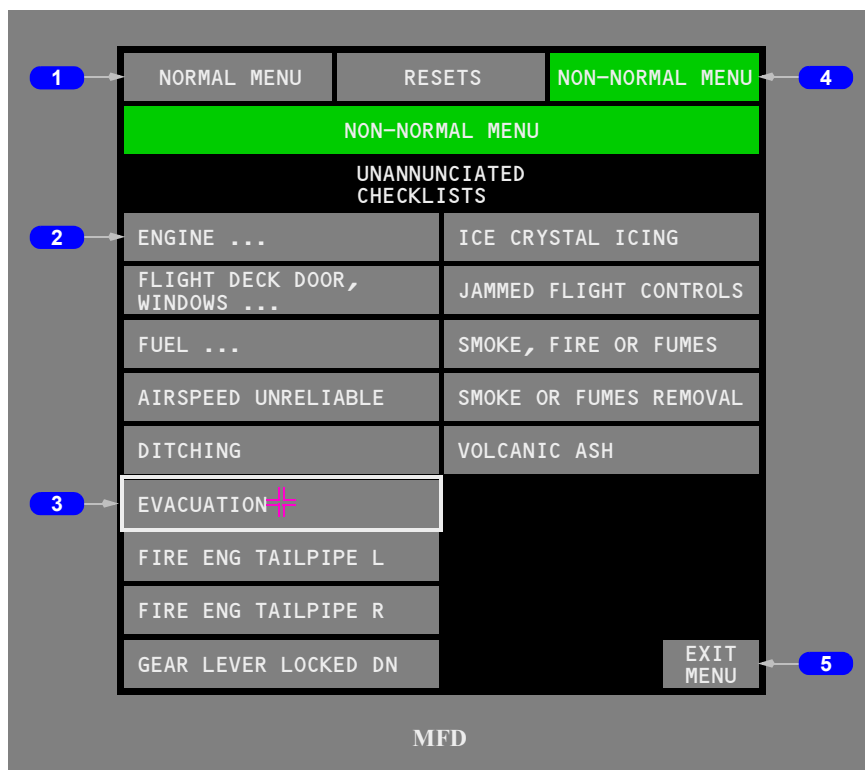 1
NORMAL MENU
RESETS
NON-NORMAL MENU
4
NON-NORMAL MENU
UNANNUNCIATED
CHECKLISTS
2
ENGINE ...
ICE CRYSTAL ICING
FLIGHT DECK DOOR,
WINDOWS ...
JAMMED FLIGHT CONTROLS
FUEL ...
SMOKE, FIRE OR FUMES
AIRSPEED UNRELIABLE
SMOKE OR FUMES REMOVAL
DITCHING
VOLCANIC ASH
3
EVACUATION
FIRE ENG TAILPIPE L
FIRE ENG TAILPIPE R
GEAR LEVER LOCKED DN
EXIT
MENU
5
MFD